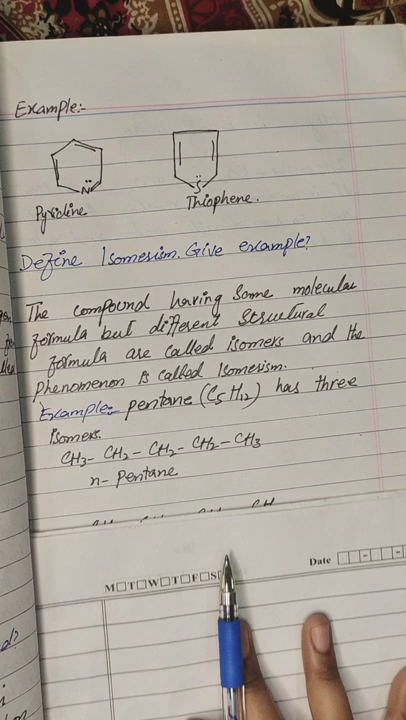 Example:-
N
S
Pyridine
Thiophene.
Define Isomerism. Give example?
The compound having Same molecular
formula but different Structural
formula are called isomers and the
phenomenon is called Isomerism.
Example:- pentane (C5H12) has three
isomers.
CH3- CH2 - CH2- CH2 - CH3
n- Pentane
M□T□W□T□F□S
Date